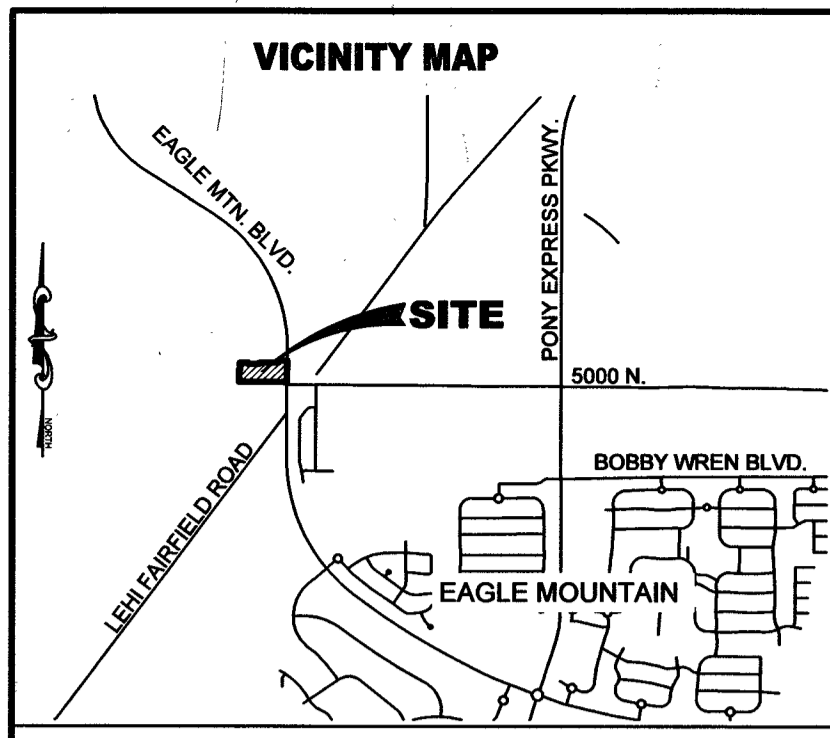 VICINITY MAP
EAGLE MTN. BLVD.
PONY EXPRESS PKWY.
SITE
5000 N.
NORTH
BOBBY WREN BLVD.
LEHI FAIRFIELD ROAD
EAGLE MOUNTAIN